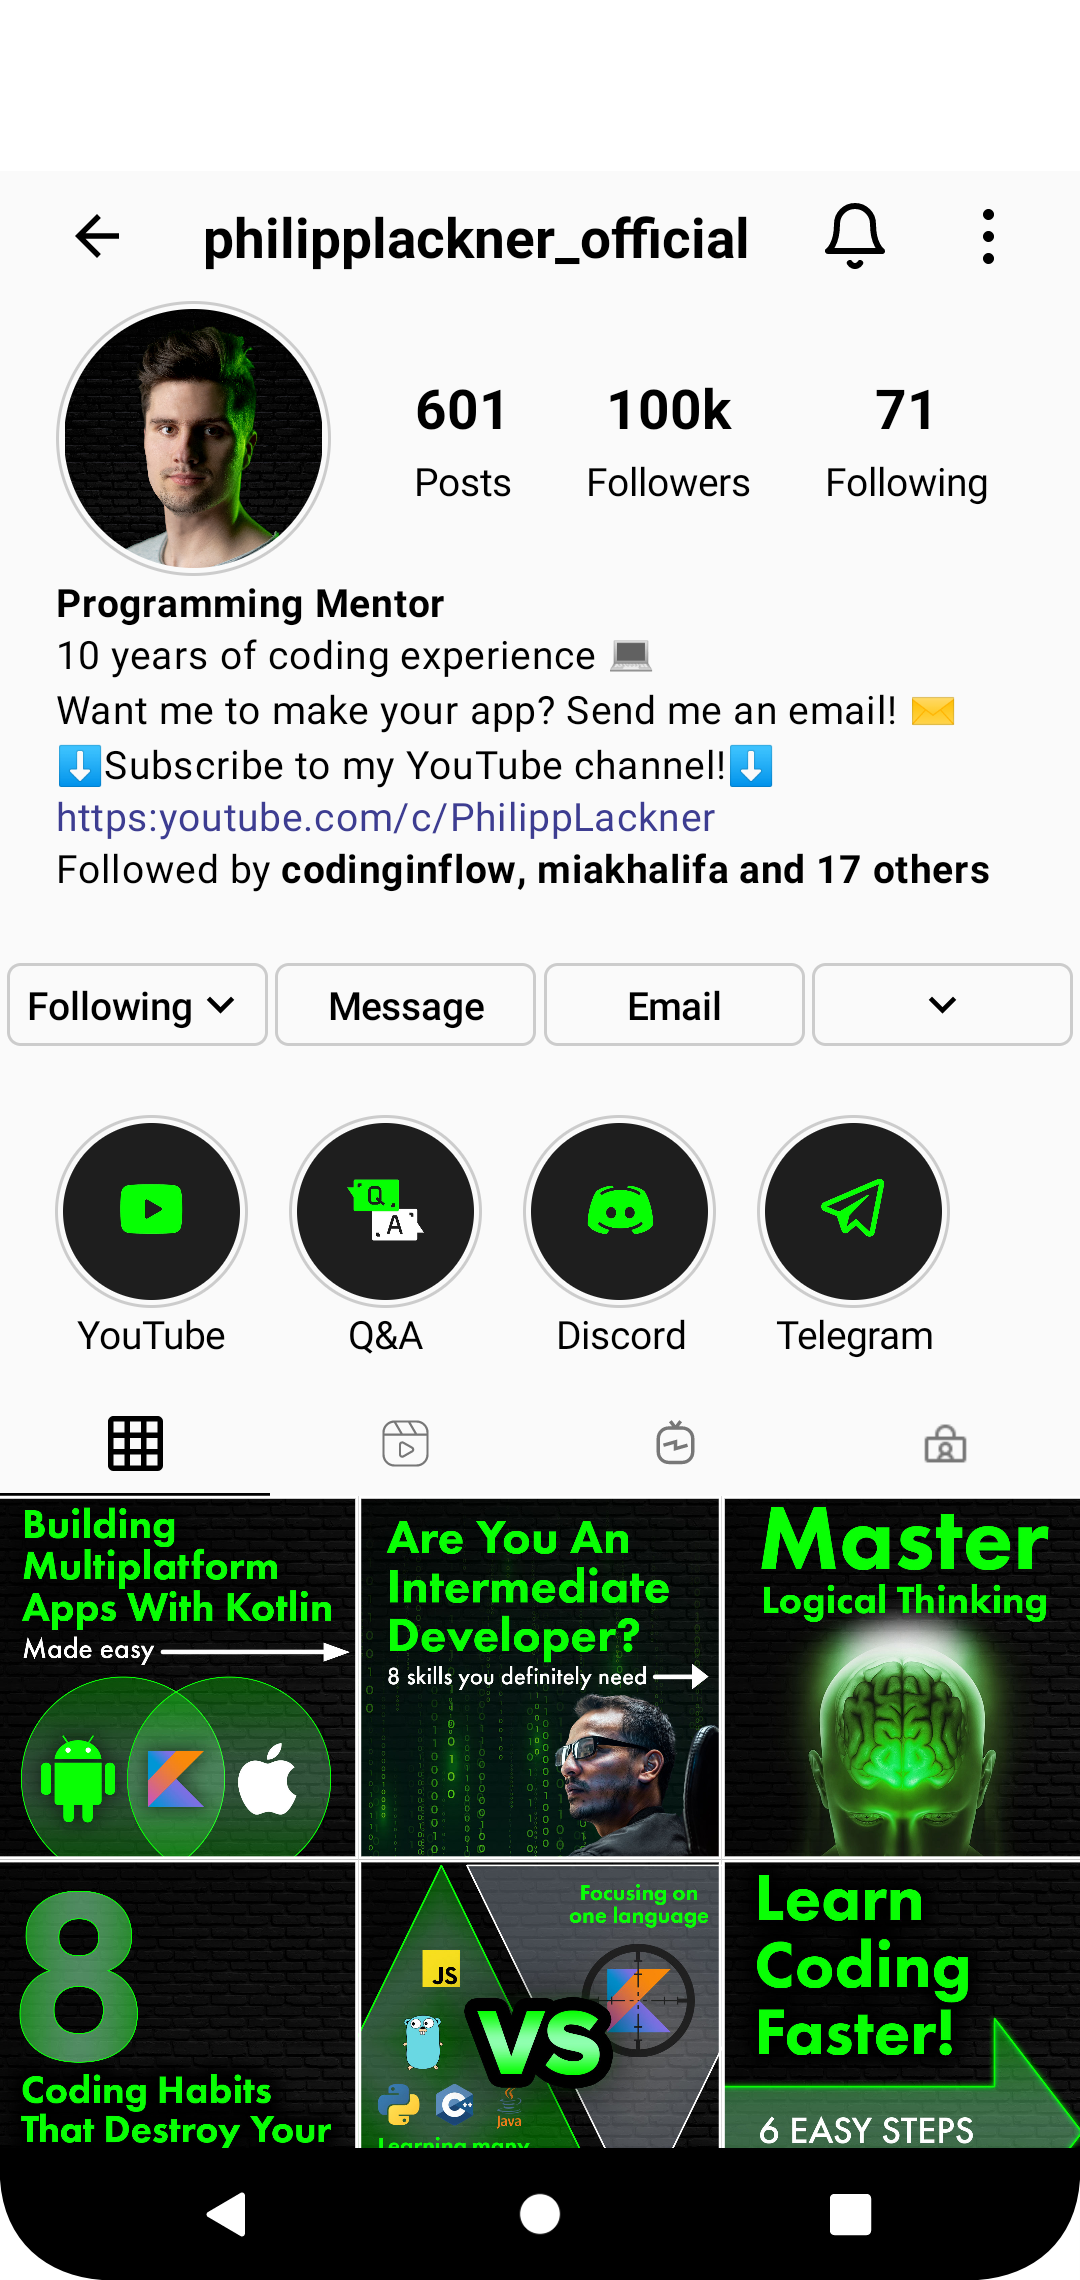 philipplackner_official
601 100k 71
Posts Followers Following
Programming Mentor
10 years of coding experience 💻
Want me to make your app? Send me an email! ✉️
⬇️Subscribe to my YouTube channel!⬇️
https:youtube.com/c/PhilippLackner
Followed by codinginflow, miakhalifa and 17 others
Following Message Email
YouTube Q&A Discord Telegram
Q
A
Building
Multiplatform
Apps With Kotlin
Made easy
Are You An
Intermediate
Developer?
8 skills you definitely need
Master
Logical Thinking
8
Coding Habits
That Destroy Your
Focusing on
one language
JS
VS
C++
Java
Learning many
Learn
Coding
Faster!
6 EASY STEPS